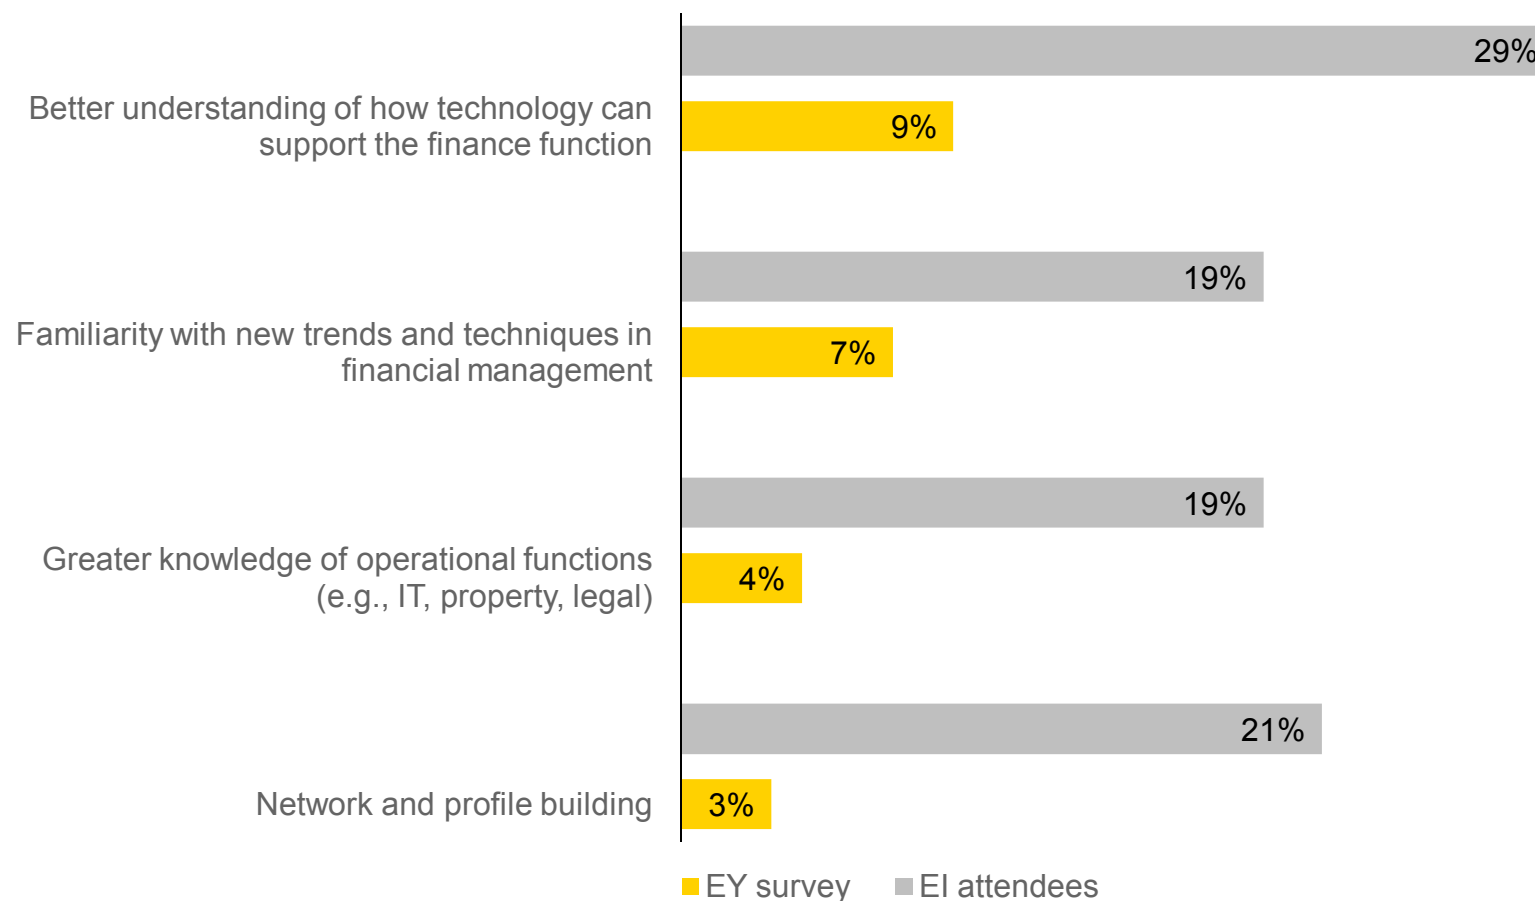 29%
Better understanding of how technology can
support the finance function
9%
19%
Familiarity with new trends and techniques in
financial management
7%
19%
Greater knowledge of operational functions
(e.g., IT, property, legal)
4%
21%
Network and profile building
3%
EY survey
EI attendees